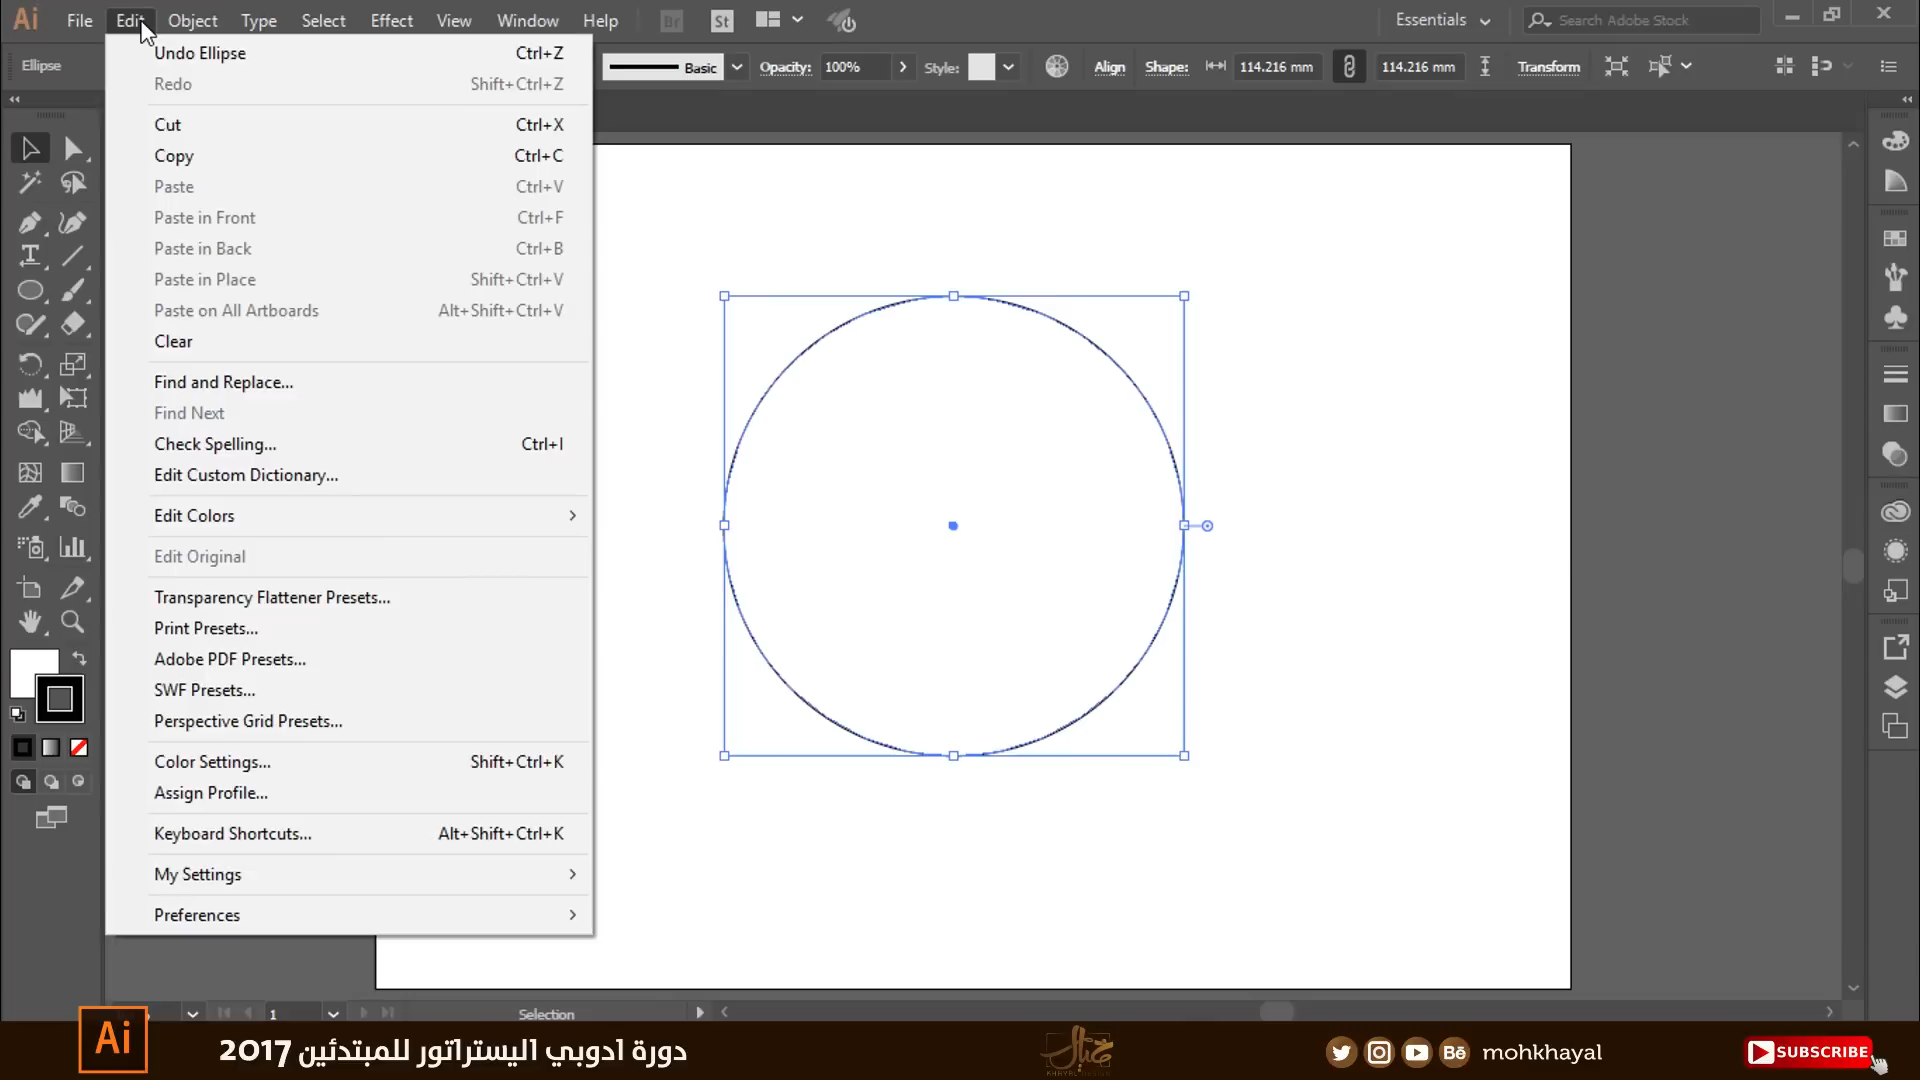 Ai File Edit Object Type Select Effect View Window Help Br St Essentials Search Adobe Stock
Ellipse Basic Opacity: 100% Style: Align Shape: 114.216 mm 114.216 mm Transform
Undo Ellipse Ctrl+Z
Redo Shift+Ctrl+Z
Cut Ctrl+X
Copy Ctrl+C
Paste Ctrl+V
Paste in Front Ctrl+F
Paste in Back Ctrl+B
Paste in Place Shift+Ctrl+V
Paste on All Artboards Alt+Shift+Ctrl+V
Clear
Find and Replace...
Find Next
Check Spelling... Ctrl+I
Edit Custom Dictionary...
Edit Colors
Edit Original
Transparency Flattener Presets...
Print Presets...
Adobe PDF Presets...
SWF Presets...
Perspective Grid Presets...
Color Settings... Shift+Ctrl+K
Assign Profile...
Keyboard Shortcuts... Alt+Shift+Ctrl+K
My Settings
Preferences
1 Selection
Ai
دورة ادوبي اليستراتور للمبتدئين 2017
mohkhayal
SUBSCRIBE